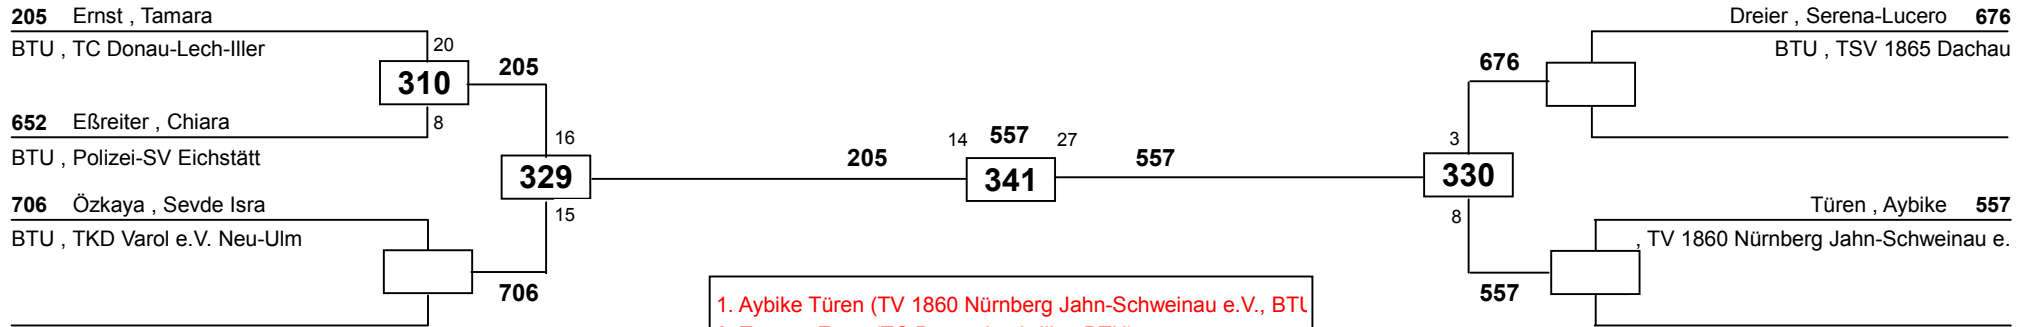 205 Ernst , Tamara
BTU , TC Donau-Lech-Iller
20
310
205
8
652 Eßreiter , Chiara
BTU , Polizei-SV Eichstätt
16
329
15
706 Özkaya , Sevde Isra
BTU , TKD Varol e.V. Neu-Ulm
706
205
14 557 27
341
557
Dreier , Serena-Lucero 676
BTU , TSV 1865 Dachau
676
3
330
8
Türen , Aybike 557
, TV 1860 Nürnberg Jahn-Schweinau e.
557
1. Aybike Türen (TV 1860 Nürnberg Jahn-Schweinau e.V., BTU